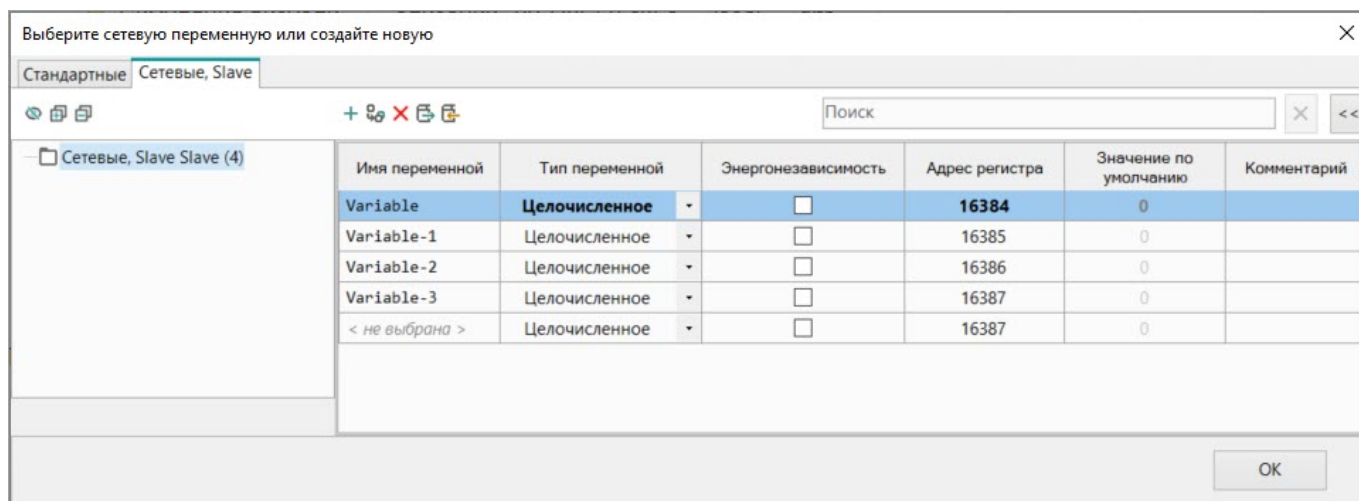 Выберите сетевую переменную или создайте новую
Стандартные Сетевые, Slave
Поиск <<
Сетевые, Slave Slave (4)
Имя переменной Тип переменной Энергонезависимость Адрес регистра Значение по умолчанию Комментарий
Variable Целочисленное 16384 0
Variable-1 Целочисленное 16385 0
Variable-2 Целочисленное 16386 0
Variable-3 Целочисленное 16387 0
< не выбрана > Целочисленное 16387 0
OK